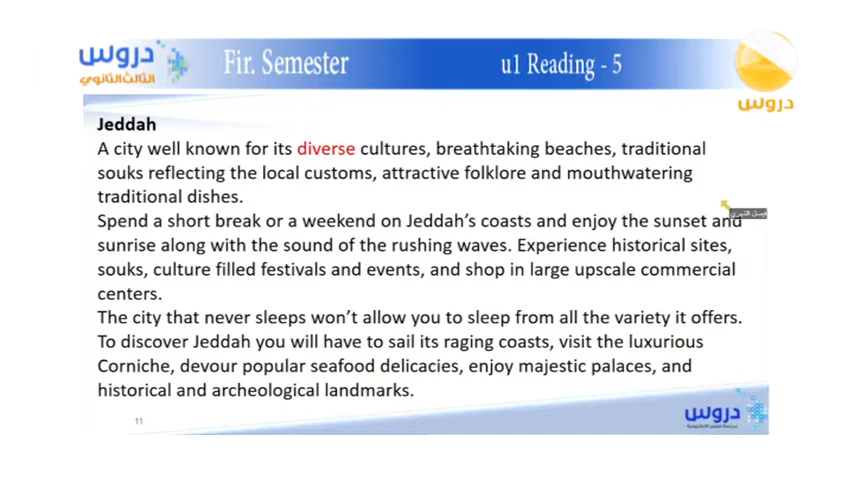 دروس
الثالث الثانوي
Fir. Semester
u1 Reading - 5
دروس
Jeddah
A city well known for its diverse cultures, breathtaking beaches, traditional
souks reflecting the local customs, attractive folklore and mouthwatering
traditional dishes.
Spend a short break or a weekend on Jeddah's coasts and enjoy the sunset and
sunrise along with the sound of the rushing waves. Experience historical sites,
souks, culture filled festivals and events, and shop in large upscale commercial
centers.
The city that never sleeps won't allow you to sleep from all the variety it offers.
To discover Jeddah you will have to sail its raging coasts, visit the luxurious
Corniche, devour popular seafood delicacies, enjoy majestic palaces, and
historical and archeological landmarks.
11
دروس